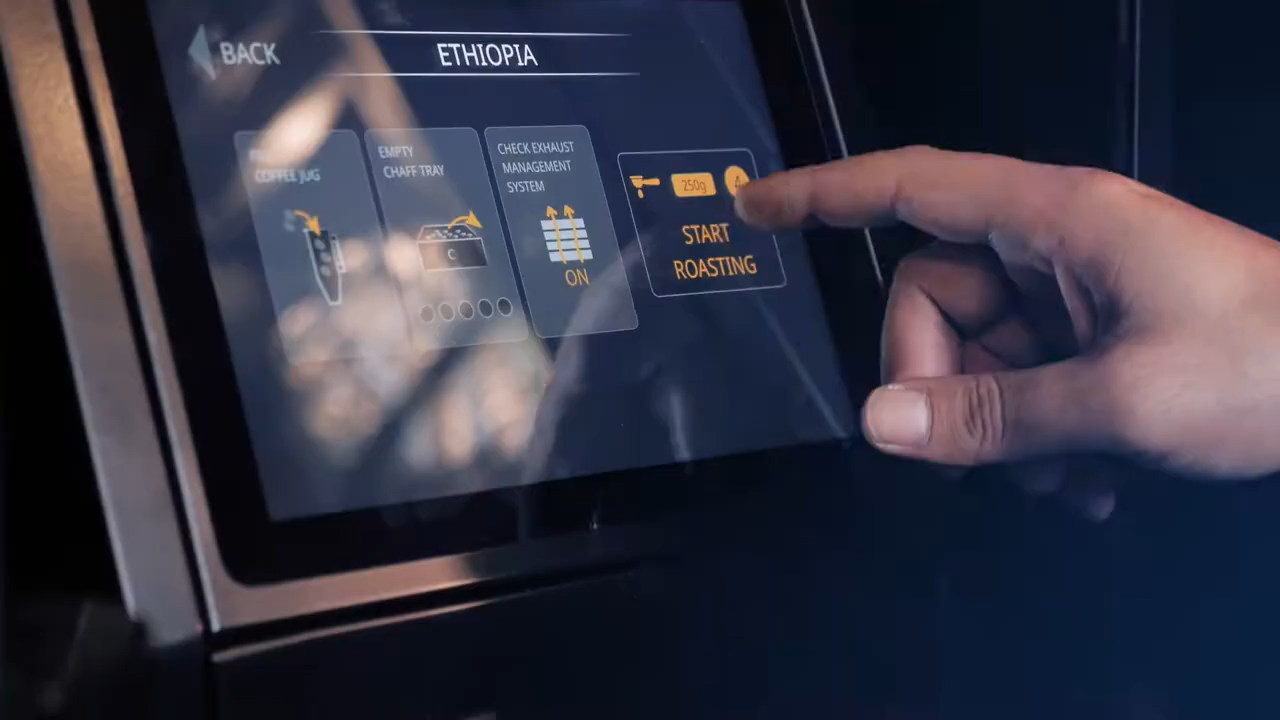 BACK
ETHIOPIA
COFFEE JUG
EMPTY
CHAFF TRAY
C
CHECK EXHAUST
MANAGEMENT
SYSTEM
ON
250g
START
ROASTING